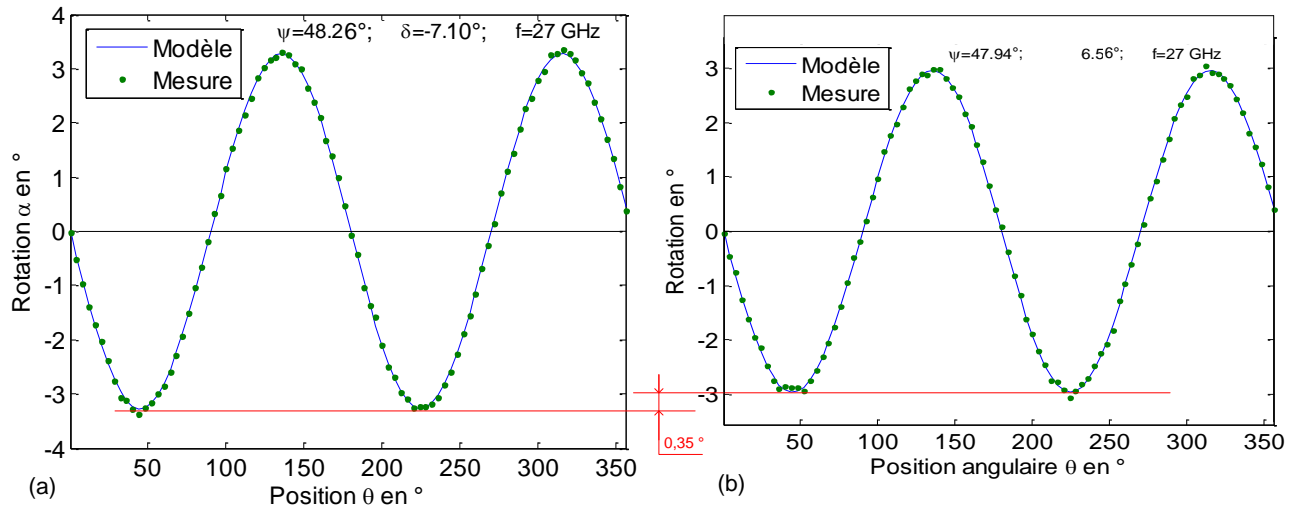 ψ=48.26°; δ=-7.10°; f=27 GHz
Modèle
Mesure
4
3
2
1
0
-1
-2
-3
-4
Rotation α en °
50 100 150 200 250 300 350
Position θ en °
(a)
0,35 °
ψ=47.94°; 6.56°; f=27 GHz
Modèle
Mesure
3
2
1
0
-1
-2
-3
Rotation en °
50 100 150 200 250 300 350
Position angulaire θ en °
(b)